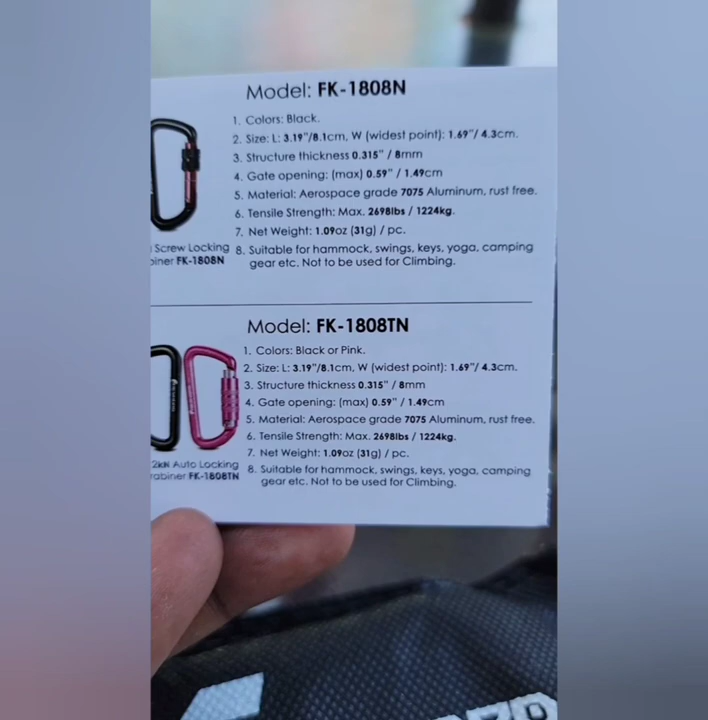 Model: FK-1808N
1. Colors: Black.
2. Size: L: 3.19"/8.1cm, W (widest point): 1.69"/ 4.3cm.
3. Structure thickness 0.315" / 8mm
4. Gate opening: (max) 0.59" / 1.49cm
5. Material: Aerospace grade 7075 Aluminum, rust free.
6. Tensile Strength: Max. 2698lbs / 1224kg.
7. Net Weight: 1.09oz (31g) / pc.
8. Suitable for hammock, swings, keys, yoga, camping
gear etc. Not to be used for Climbing.
Screw Locking
biner FK-1808N
Model: FK-1808TN
1. Colors: Black or Pink.
2. Size: L: 3.19"/8.1cm, W (widest point): 1.69"/ 4.3cm.
3. Structure thickness 0.315" / 8mm
4. Gate opening: (max) 0.59" / 1.49cm
5. Material: Aerospace grade 7075 Aluminum, rust free.
6. Tensile Strength: Max. 2698lbs / 1224kg.
7. Net Weight: 1.09oz (31g) / pc.
8. Suitable for hammock, swings, keys, yoga, camping
gear etc. Not to be used for Climbing.
2kN Auto Locking
rabiner FK-1808TN